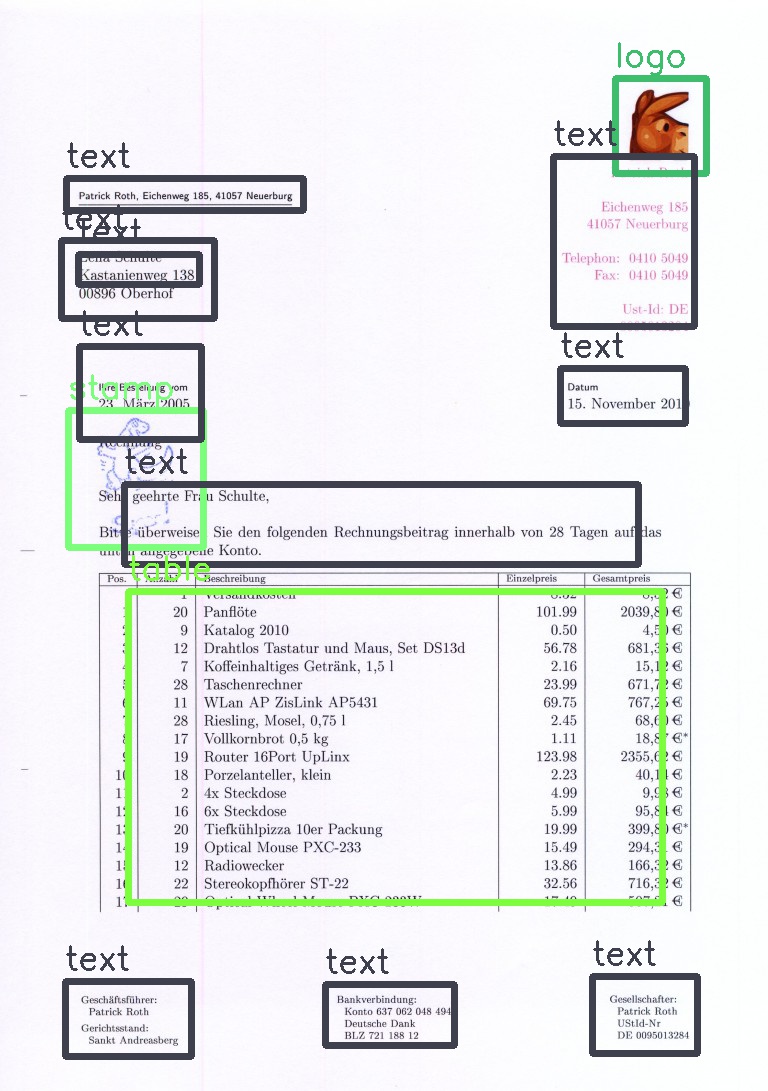 logo
text
text
Patrick Roth, Eichenweg 185, 41057 Neuerburg
Eichenweg 185
41057 Neuerburg
text
text
Lena Schulte
Kastanienweg 138
00896 Oberhof
Telephon: 0410 5049
Fax: 0410 5049
Ust-Id: DE
text
text
Ihre Bestellung vom
23. März 2005
Datum
15. November 2010
stamp
Rechnung
text
Sehr geehrte Frau Schulte,
Bitte überweisen Sie den folgenden Rechnungsbeitrag innerhalb von 28 Tagen auf das
unten angegebene Konto.
table
Pos. Anzahl Beschreibung Einzelpreis Gesamtpreis
1 Versandkosten
1 20 Panflöte 101.99 2039,80 €
2 9 Katalog 2010 0.50 4,50 €
3 12 Drahtlos Tastatur und Maus, Set DS13d 56.78 681,36 €
4 7 Koffeinhaltiges Getränk, 1,5 l 2.16 15,12 €
5 28 Taschenrechner 23.99 671,72 €
6 11 WLan AP ZisLink AP5431 69.75 767,25 €
7 28 Riesling, Mosel, 0,75 l 2.45 68,60 €
8 17 Vollkornbrot 0,5 kg 1.11 18,87 €*
9 19 Router 16Port UpLinx 123.98 2355,62 €
10 18 Porzelanteller, klein 2.23 40,14 €
11 2 4x Steckdose 4.99 9,98 €
12 16 6x Steckdose 5.99 95,84 €
13 20 Tiefkühlpizza 10er Packung 19.99 399,80 €*
14 19 Optical Mouse PXC-233 15.49 294,31 €
15 12 Radiowecker 13.86 166,32 €
16 22 Stereokopfhörer ST-22 32.56 716,32 €
17 Optical Wheel Mouse PXC-233W €
text
Geschäftsführer:
Patrick Roth
Gerichtsstand:
Sankt Andreasberg
text
Bankverbindung:
Konto 637 062 048 494
Deutsche Dank
BLZ 721 188 12
text
Gesellschafter:
Patrick Roth
UStId-Nr
DE 0095013284